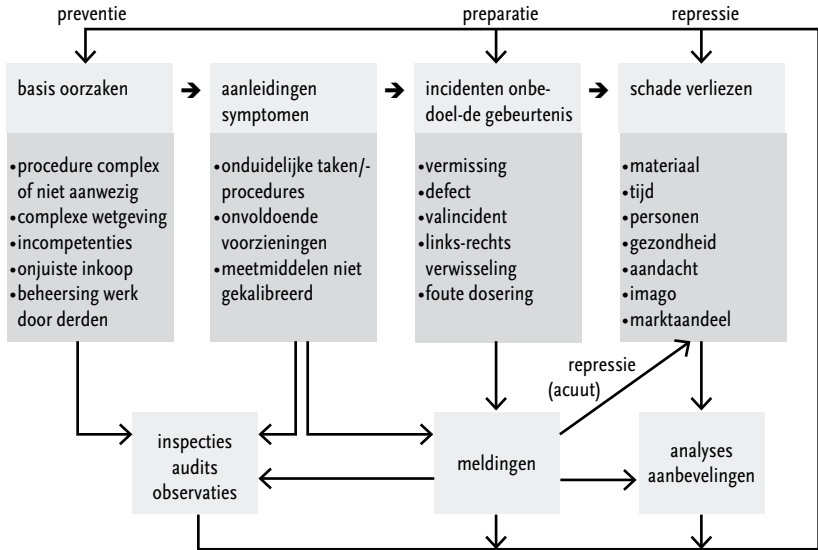 preventie
preparatie
repressie
basis oorzaken
•procedure complex
of niet aanwezig
•complexe wetgeving
•incompetenties
•onjuiste inkoop
•beheersing werk
door derden
aanleidingen
symptomen
•onduidelijke taken/-
procedures
•onvoldoende
voorzieningen
•meetmiddelen niet
gekalibreerd
incidenten onbe-
doel-de gebeurtenis
•vermissing
•defect
•valincident
•links-rechts
verwisseling
•foute dosering
schade verliezen
•materiaal
•tijd
•personen
•gezondheid
•aandacht
•imago
•marktaandeel
repressie
(acuut)
inspecties
audits
observaties
meldingen
analyses
aanbevelingen